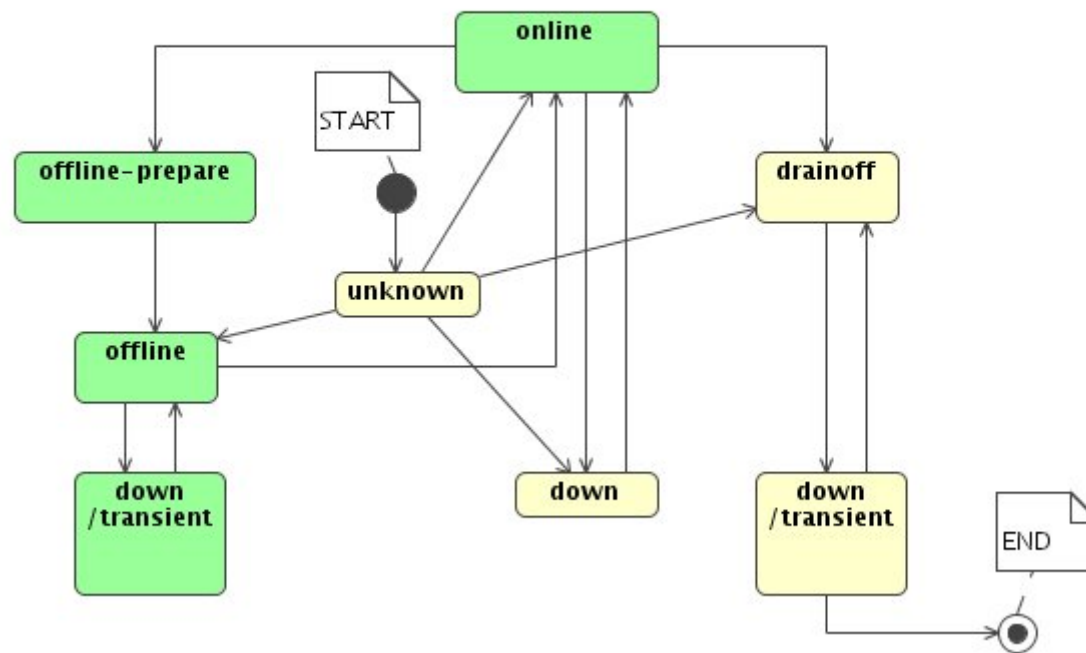 online
START
offline-prepare
drainoff
unknown
offline
down
/transient
down
down
/transient
END